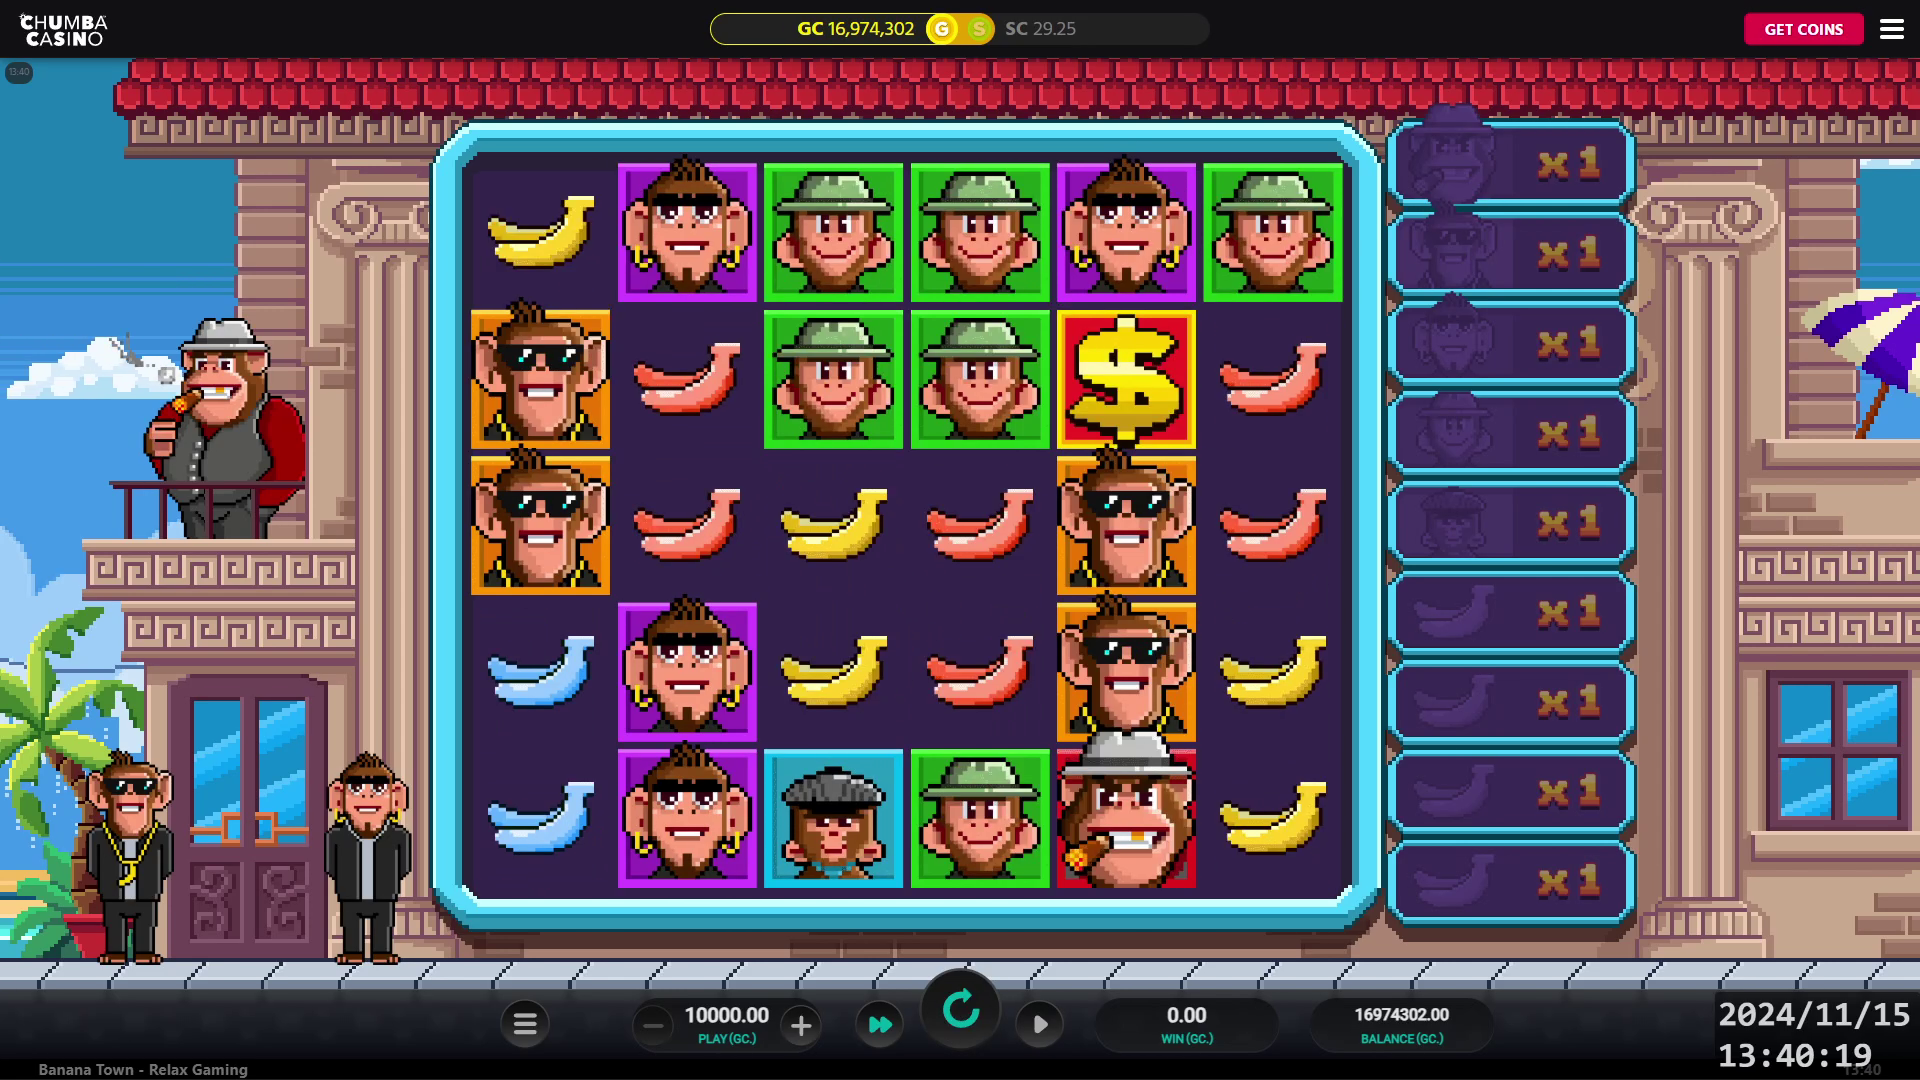 CHUMBA
CASINO
GC 16,974,302
G
S
SC 29.25
GET COINS
13:40
x1
x1
x1
x1
x1
x1
x1
x1
x1
$
10000.00
PLAY (GC.)
0.00
WIN (GC.)
16974302.00
BALANCE (GC.)
2024/11/15
13:40:19
13:40
Banana Town - Relax Gaming